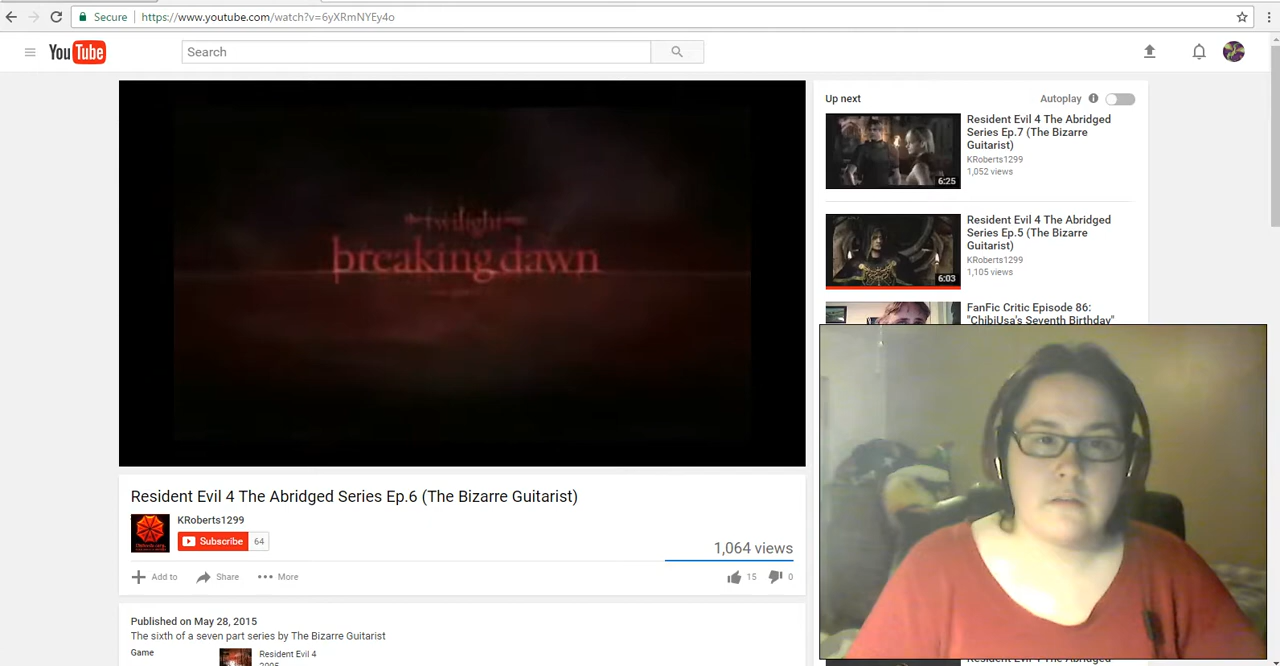 Secure
https://www.youtube.com/watch?v=6yXRmNYEy4o
YouTube
Search
twilight
breaking dawn
Resident Evil 4 The Abridged Series Ep.6 (The Bizarre Guitarist)
KRoberts1299
Subscribe 64
1,064 views
Add to Share More
15 0
Published on May 28, 2015
The sixth of a seven part series by The Bizarre Guitarist
Game
Resident Evil 4
2005
Up next
Autoplay
Resident Evil 4 The Abridged
Series Ep.7 (The Bizarre
Guitarist)
KRoberts1299
1,052 views
6:25
Resident Evil 4 The Abridged
Series Ep.5 (The Bizarre
Guitarist)
KRoberts1299
1,105 views
6:03
FanFic Critic Episode 86:
"ChibiUsa's Seventh Birthday"
Resident Evil 4 The Abridged